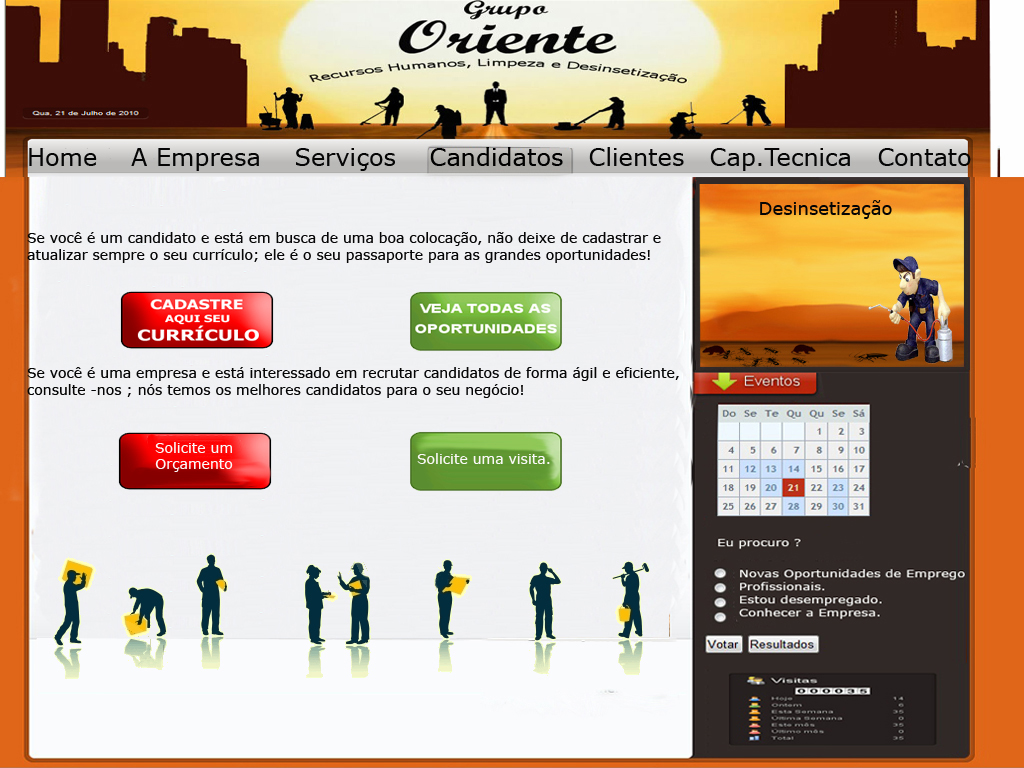 Grupo
Oriente
Recursos Humanos, Limpeza e Desinsetização
Qua, 21 de Julho de 2010
Home A Empresa Serviços Candidatos Clientes Cap.Tecnica Contato
Se você é um candidato e está em busca de uma boa colocação, não deixe de cadastrar e
atualizar sempre o seu currículo; ele é o seu passaporte para as grandes oportunidades!
CADASTRE
AQUI SEU
CURRÍCULO
VEJA TODAS AS
OPORTUNIDADES
Se você é uma empresa e está interessado em recrutar candidatos de forma ágil e eficiente,
consulte -nos ; nós temos os melhores candidatos para o seu negócio!
Solicite um
Orçamento
Solicite uma visita.
Desinsetização
Eventos
Do Se Te Qu Qu Se Sá
1 2 3
4 5 6 7 8 9 10
11 12 13 14 15 16 17
18 19 20 21 22 23 24
25 26 27 28 29 30 31
Eu procuro ?
Novas Oportunidades de Emprego
Profissionais.
Estou desempregado.
Conhecer a Empresa.
Votar Resultados
Visitas
000035
Hoje 14
Ontem 6
Esta Semana 35
Última Semana 0
Este mês 35
Último mês 0
Total 35